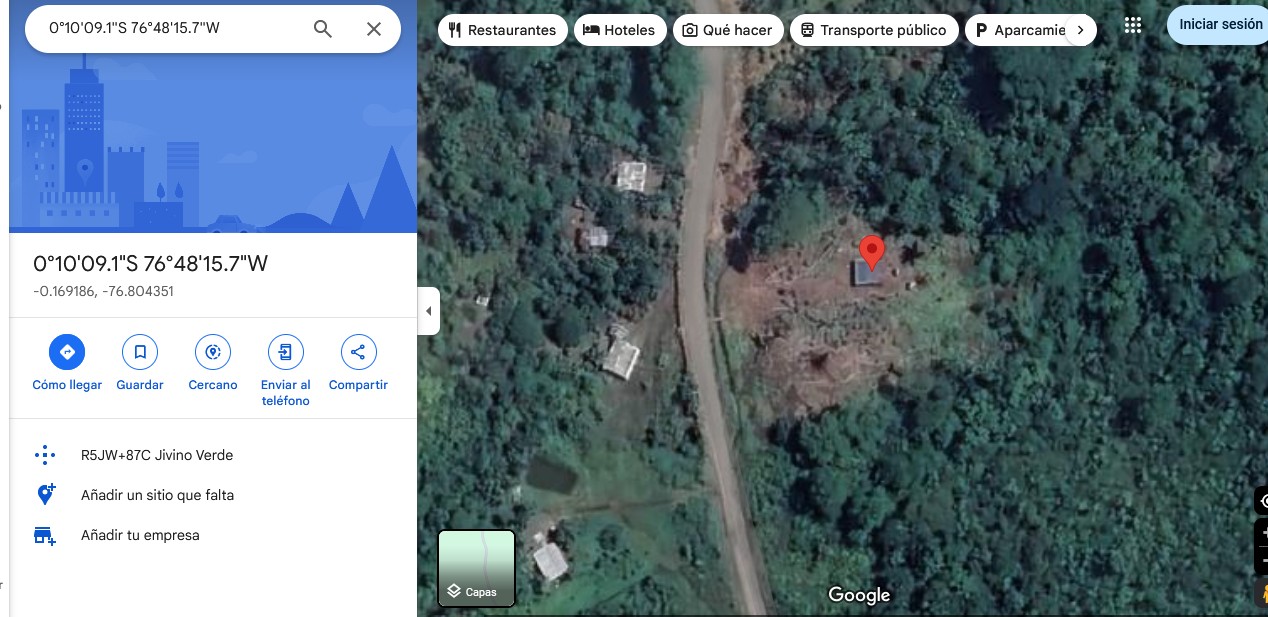 0°10'09.1"S 76°48'15.7"W
Restaurantes
Hoteles
Qué hacer
Transporte público
Aparcamie
Iniciar sesión
0°10'09.1"S 76°48'15.7"W
-0.169186, -76.804351
Cómo llegar
Guardar
Cercano
Enviar al
teléfono
Compartir
R5JW+87C Jivino Verde
Añadir un sitio que falta
Añadir tu empresa
Capas
Google